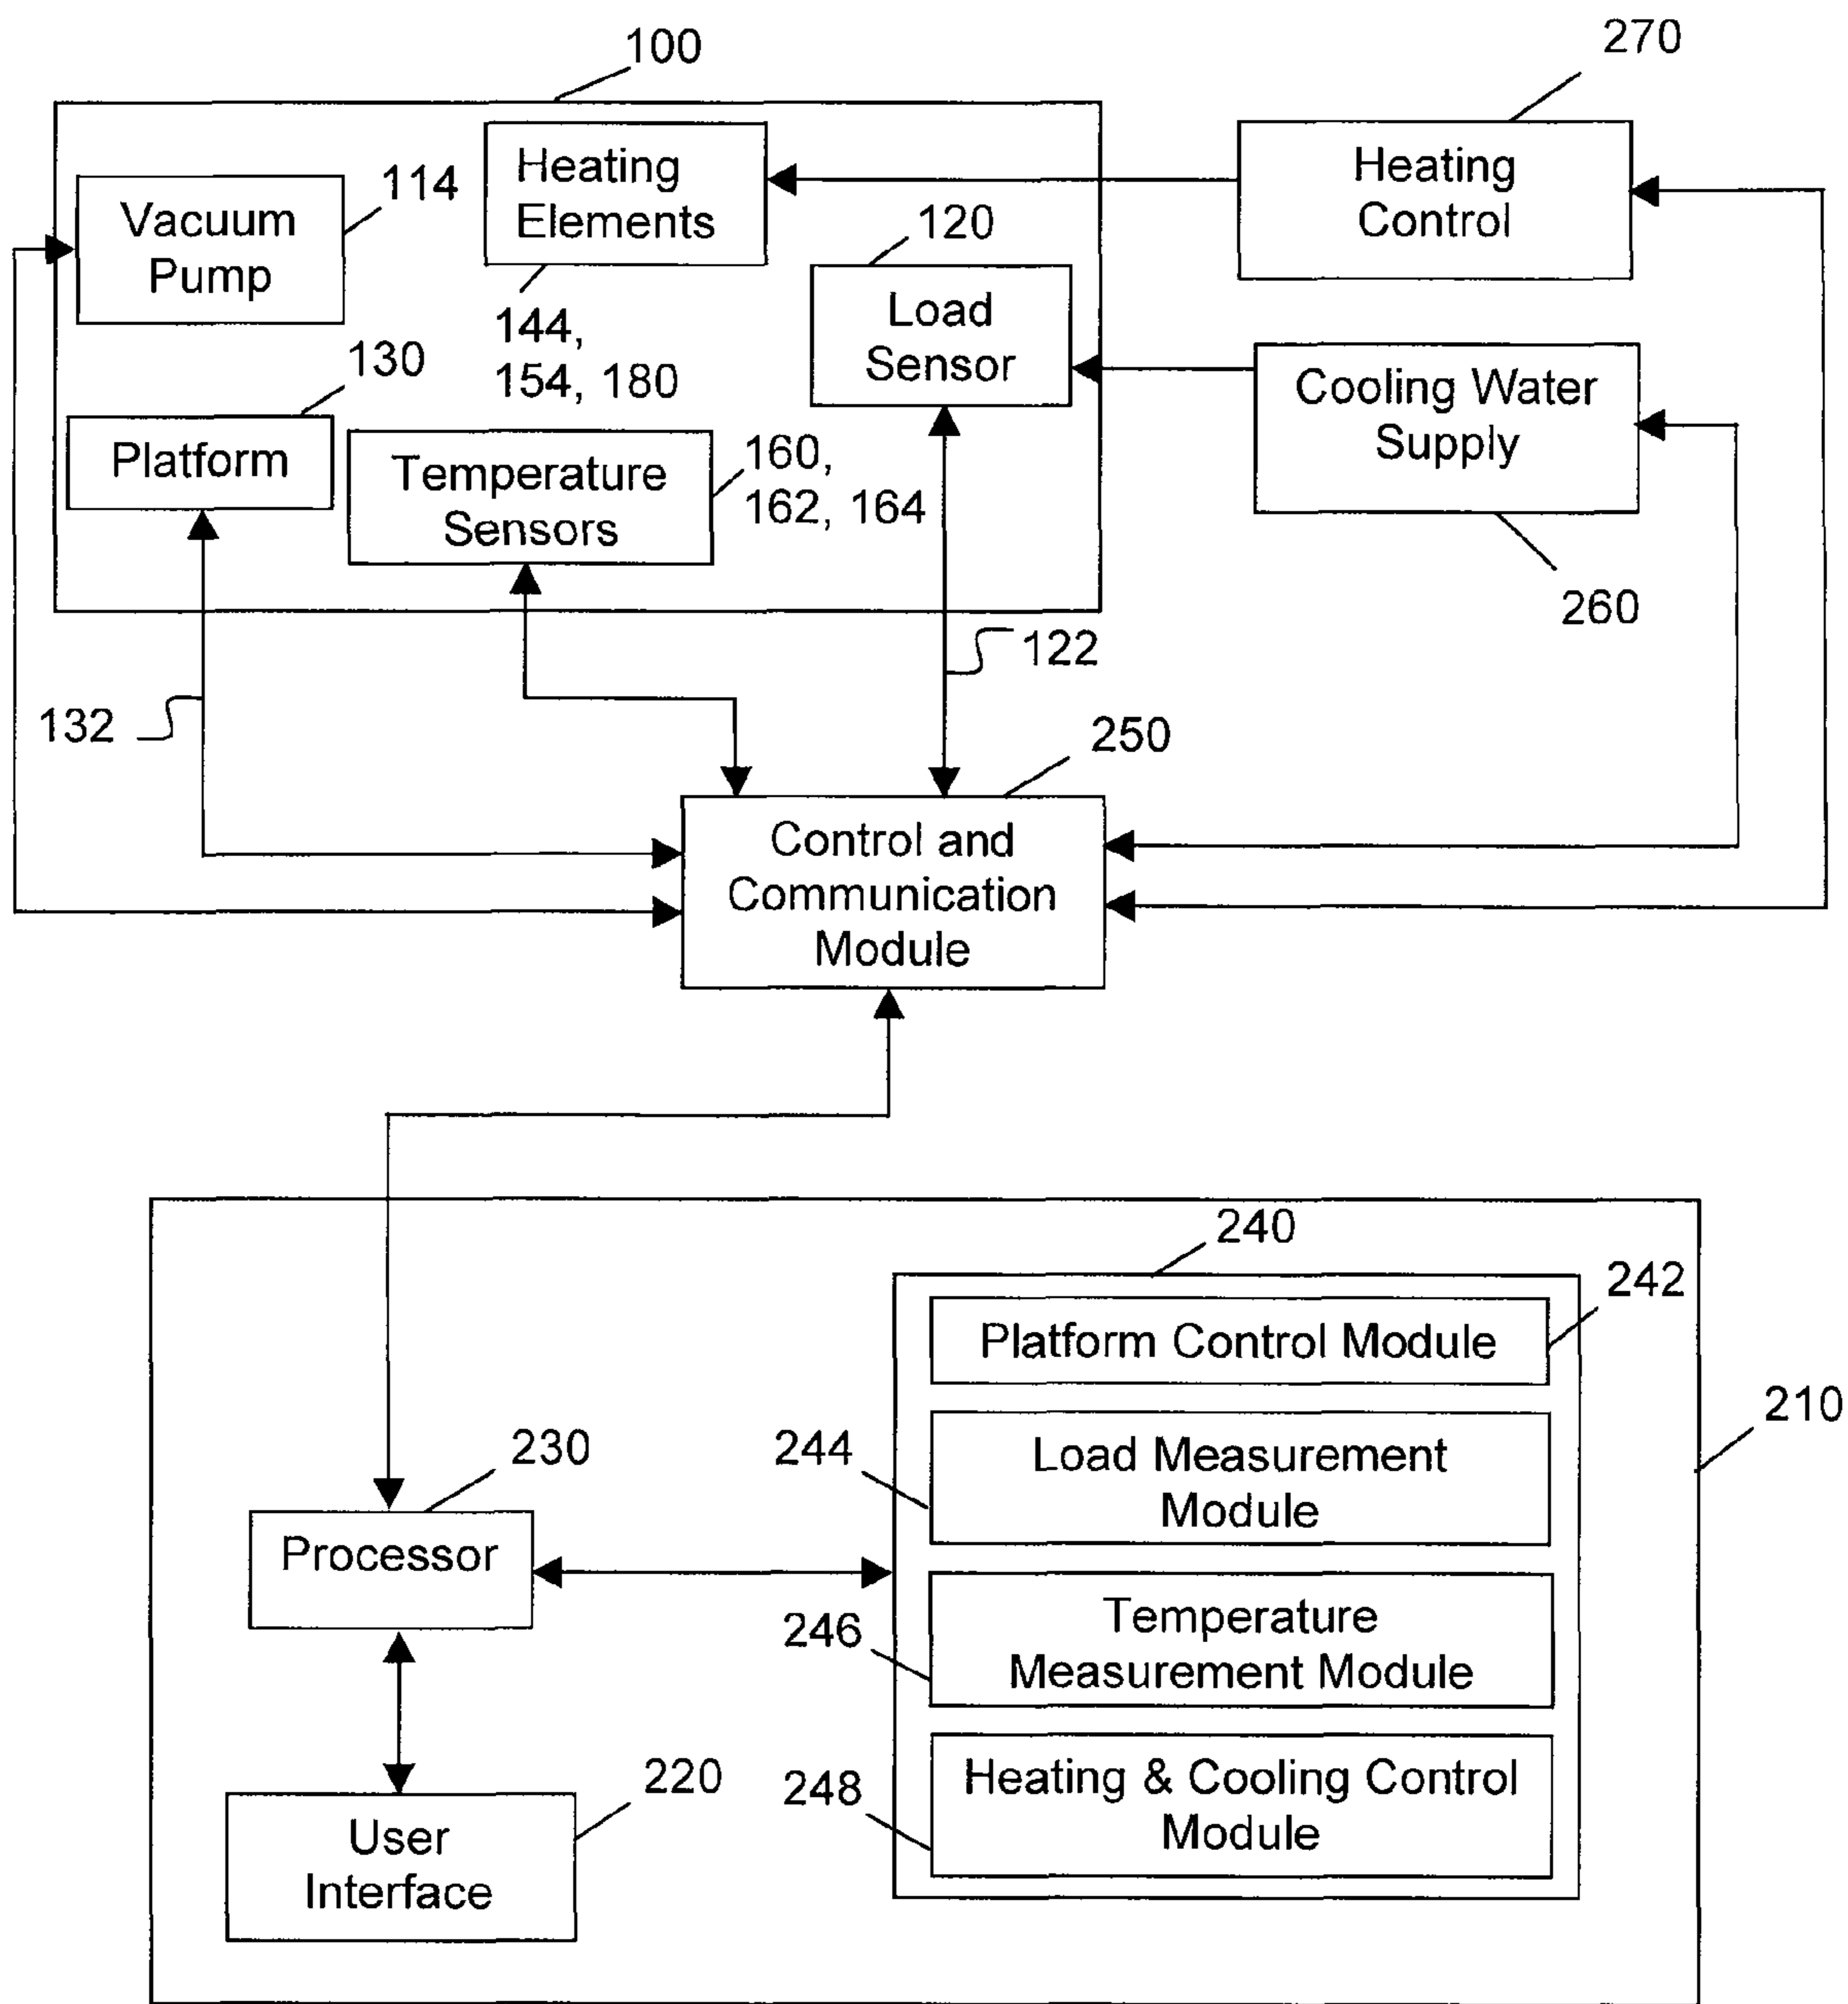 100
270
Heating
Elements
Heating
Control
114
Vacuum
Pump
120
144,
154, 180
Load
Sensor
130
Cooling Water
Supply
Platform
Temperature
Sensors
160,
162, 164
260
122
132
250
Control and
Communication
Module
240
242
Platform Control Module
210
230
244
Load Measurement
Module
Processor
246
Temperature
Measurement Module
220
248
Heating & Cooling Control
Module
User
Interface